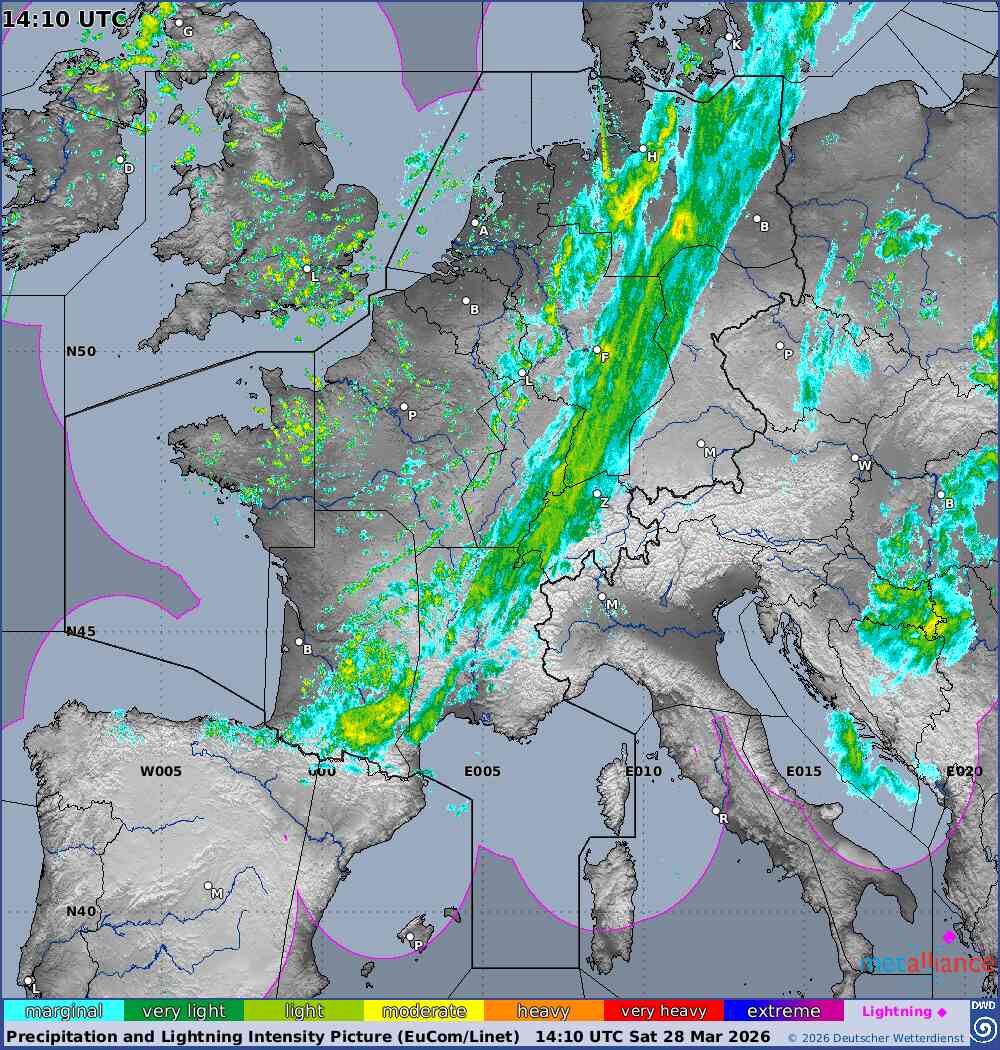 14:10 UTC
G
K
N55
H
D
A
B
L
B
N50
P
F
L
P
M
W
Z
B
M
N45
B
W005
000
E005
E010
E015
E020
R
M
N40
P
metalliance
L
marginal very light light moderate heavy very heavy extreme Lightning ◆
DWD
Precipitation and Lightning Intensity Picture (EuCom/Linet) 14:10 UTC Sat 28 Mar 2026 © 2026 Deutscher Wetterdienst